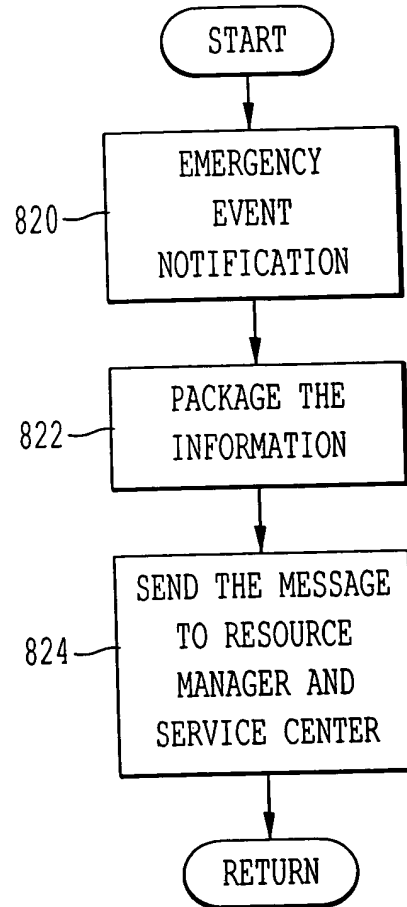 START
820
EMERGENCY
EVENT
NOTIFICATION
822
PACKAGE THE
INFORMATION
824
SEND THE MESSAGE
TO RESOURCE
MANAGER AND
SERVICE CENTER
RETURN